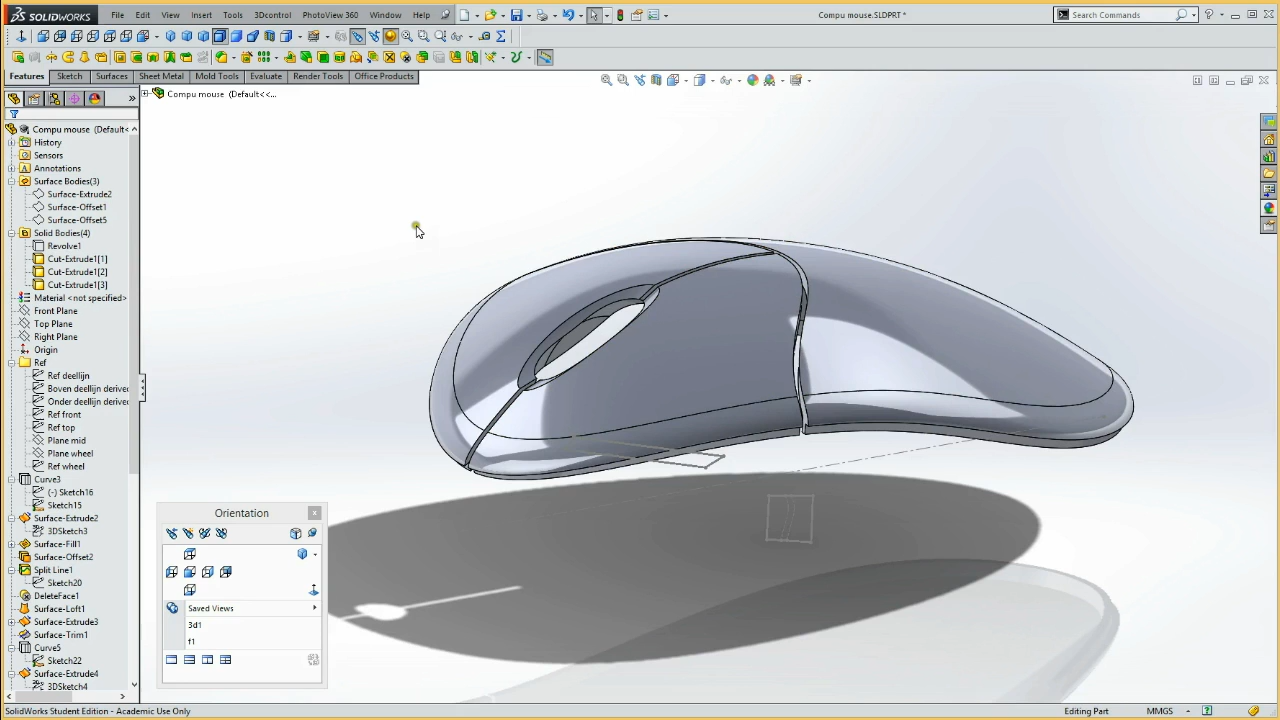 SOLIDWORKS File Edit View Insert Tools 3Dcontrol PhotoView 360 Window Help Compu mouse.SLDPRT * Search Commands
Features Sketch Surfaces Sheet Metal Mold Tools Evaluate Render Tools Office Products
Compu mouse (Default<<...
Compu mouse (Default<
History
Sensors
Annotations
Surface Bodies(3)
Surface-Extrude2
Surface-Offset1
Surface-Offset5
Solid Bodies(4)
Revolve1
Cut-Extrude1[1]
Cut-Extrude1[2]
Cut-Extrude1[3]
Material <not specified>
Front Plane
Top Plane
Right Plane
Origin
Ref
Ref deellijn
Boven deellijn derived
Onder deellijn derived
Ref front
Ref top
Plane mid
Plane wheel
Ref wheel
Curve3
(-) Sketch16
Sketch15
Surface-Extrude2
3DSketch3
Surface-Fill1
Surface-Offset2
Split Line1
Sketch20
DeleteFace1
Surface-Loft1
Surface-Extrude3
Surface-Trim1
Curve5
Sketch22
Surface-Extrude4
3DSketch4
Orientation
Saved Views
3d1
f1
SolidWorks Student Edition - Academic Use Only Editing Part MMGS